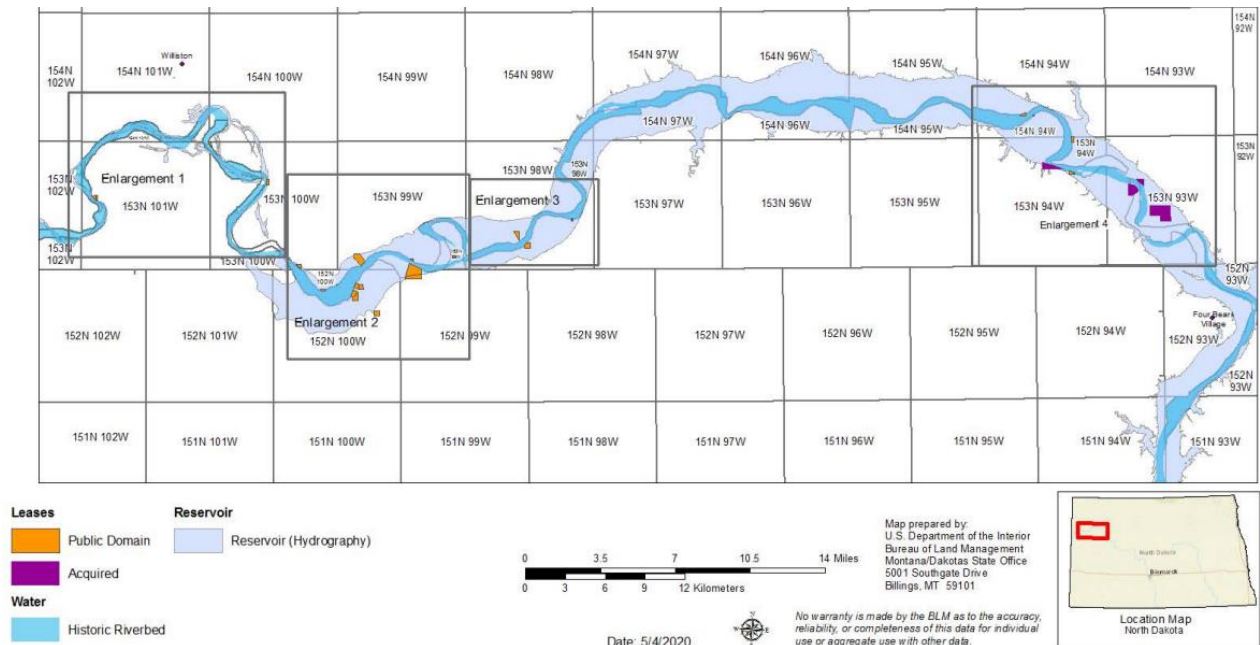 154N 102W
154N 101W
Williston
154N 100W
154N 99W
154N 98W
154N 97W
154N 96W
154N 95W
154N 94W
154N 93W
154N 92W
154N 97W
154N 96W
154N 95W
154N 94W
153N 94W
153N 92W
153N 102W
Enlargement 1
153N 101W
153N 100W
153N 99W
153N 98W
153N 98W
Enlargement 3
153N 97W
153N 96W
153N 95W
153N 94W
153N 93W
Enlargement 4
153N 102W
153N 100W
152N 100W
152N 93W
Enlargement 2
152N 102W
152N 101W
152N 100W
152N 99W
152N 98W
152N 97W
152N 96W
152N 95W
152N 94W
Four Bears Village
152N 93W
152N 93W
151N 102W
151N 101W
151N 100W
151N 99W
151N 98W
151N 97W
151N 96W
151N 95W
151N 94W
151N 93W
Leases
Public Domain
Acquired
Water
Historic Riverbed
Reservoir
Reservoir (Hydrography)
0 3.5 7 10.5 14 Miles
0 3 6 9 12 Kilometers
Date: 5/4/2020
N
E
S
Map prepared by:
U.S. Department of the Interior
Bureau of Land Management
Montana/Dakotas State Office
5001 Southgate Drive
Billings, MT 59101
No warranty is made by the BLM as to the accuracy,
reliability, or completeness of this data for individual
use or aggregate use with other data.
North Dakota
Bismarck
Location Map
North Dakota